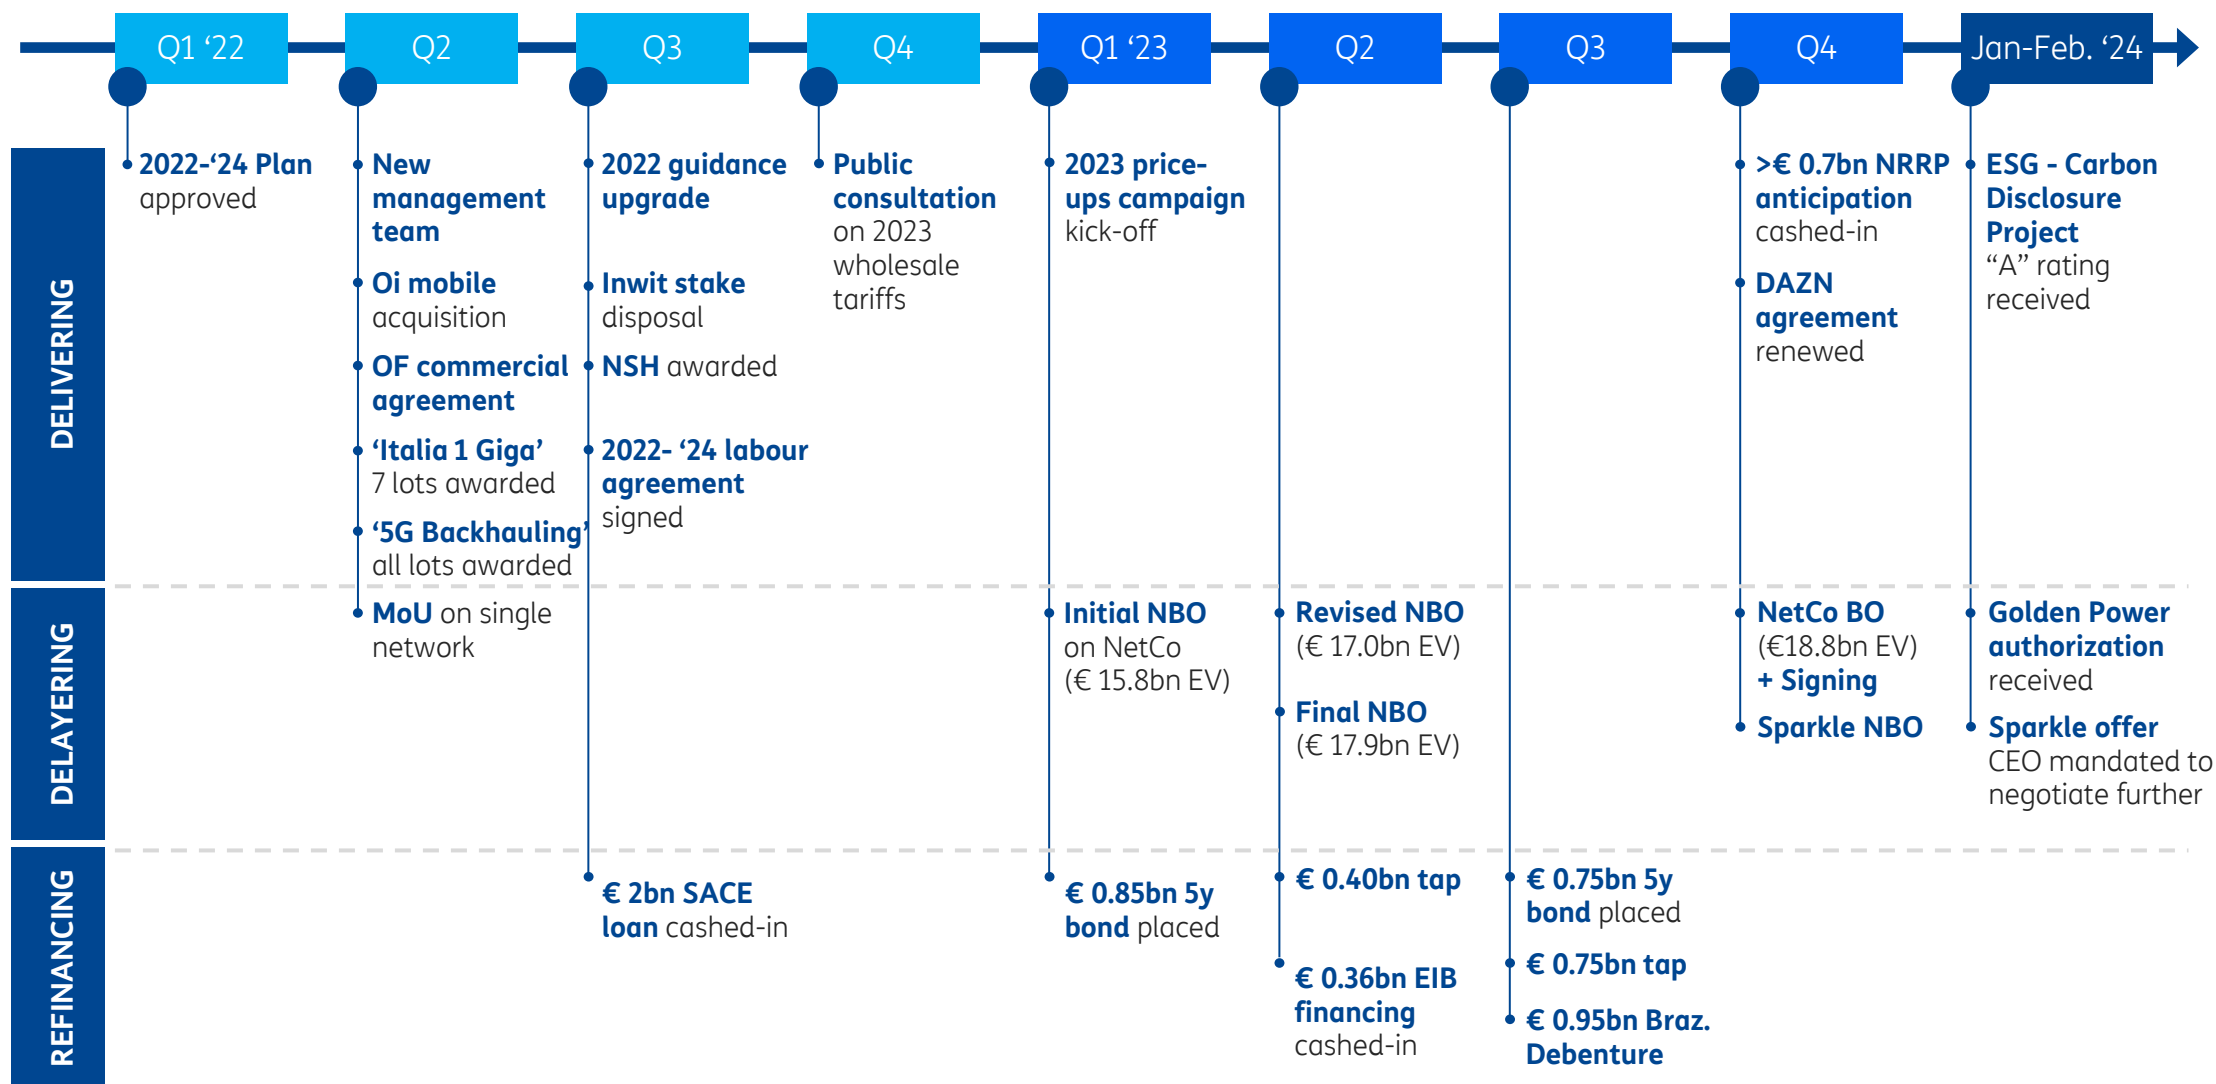 Q1 ‘22
Q2
Q3
Q4
Q1 ‘23
Q2
Q3
Q4
Jan-Feb. ‘24
DELIVERING
2022-‘24 Plan
approved
New
management
team
Oi mobile
acquisition
OF commercial
agreement
‘Italia 1 Giga’
7 lots awarded
‘5G Backhauling’
all lots awarded
2022 guidance
upgrade
Inwit stake
disposal
NSH awarded
2022- ‘24 labour
agreement
signed
Public
consultation
on 2023
wholesale
tariffs
2023 price-
ups campaign
kick-off
>€ 0.7bn NRRP
anticipation
cashed-in
DAZN
agreement
renewed
ESG - Carbon
Disclosure
Project
“A” rating
received
DELAYERING
MoU on single
network
Initial NBO
on NetCo
(€ 15.8bn EV)
Revised NBO
(€ 17.0bn EV)
Final NBO
(€ 17.9bn EV)
NetCo BO
(€18.8bn EV)
+ Signing
Sparkle NBO
Golden Power
authorization
received
Sparkle offer
CEO mandated to
negotiate further
REFINANCING
€ 2bn SACE
loan cashed-in
€ 0.85bn 5y
bond placed
€ 0.40bn tap
€ 0.36bn EIB
financing
cashed-in
€ 0.75bn 5y
bond placed
€ 0.75bn tap
€ 0.95bn Braz.
Debenture